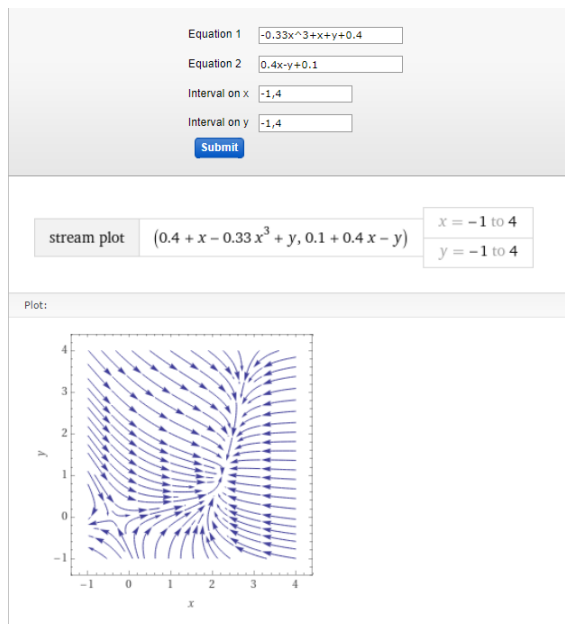 Equation 1 -0.33x^3+x+y+0.4
Equation 2 0.4x-y+0.1
Interval on x -1,4
Interval on y -1,4
Submit
stream plot (0.4 + x − 0.33 x³ + y, 0.1 + 0.4 x − y) x = −1 to 4
y = −1 to 4
Plot:
4
3
2
y
1
0
−1
−1 0 1 2 3 4
x